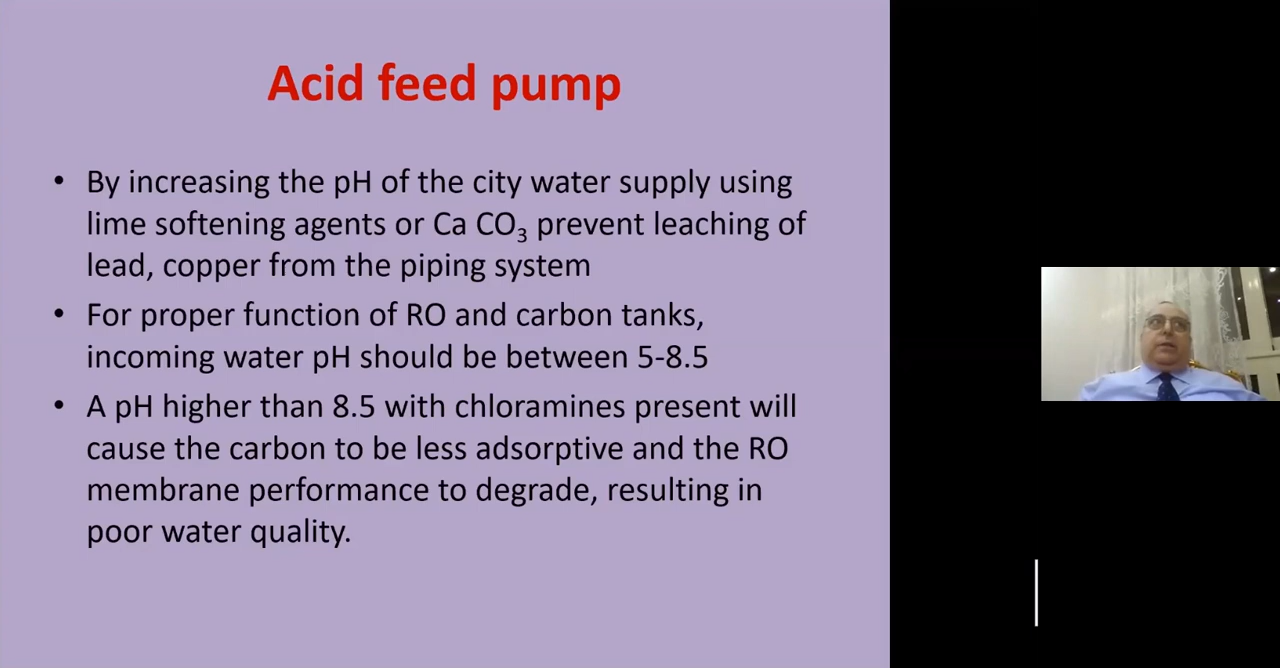 Acid feed pump
• By increasing the pH of the city water supply using
lime softening agents or Ca CO₃ prevent leaching of
lead, copper from the piping system
• For proper function of RO and carbon tanks,
incoming water pH should be between 5-8.5
• A pH higher than 8.5 with chloramines present will
cause the carbon to be less adsorptive and the RO
membrane performance to degrade, resulting in
poor water quality.